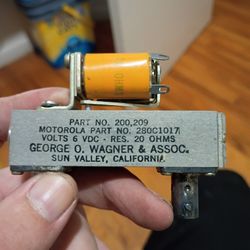 OHMS
PART NO. 200,209
MOTOROLA PART NO. 280C1017
VOLTS 6 VDC - RES. 20 OHMS
GEORGE O. WAGNER & ASSOC.
SUN VALLEY, CALIFORNIA